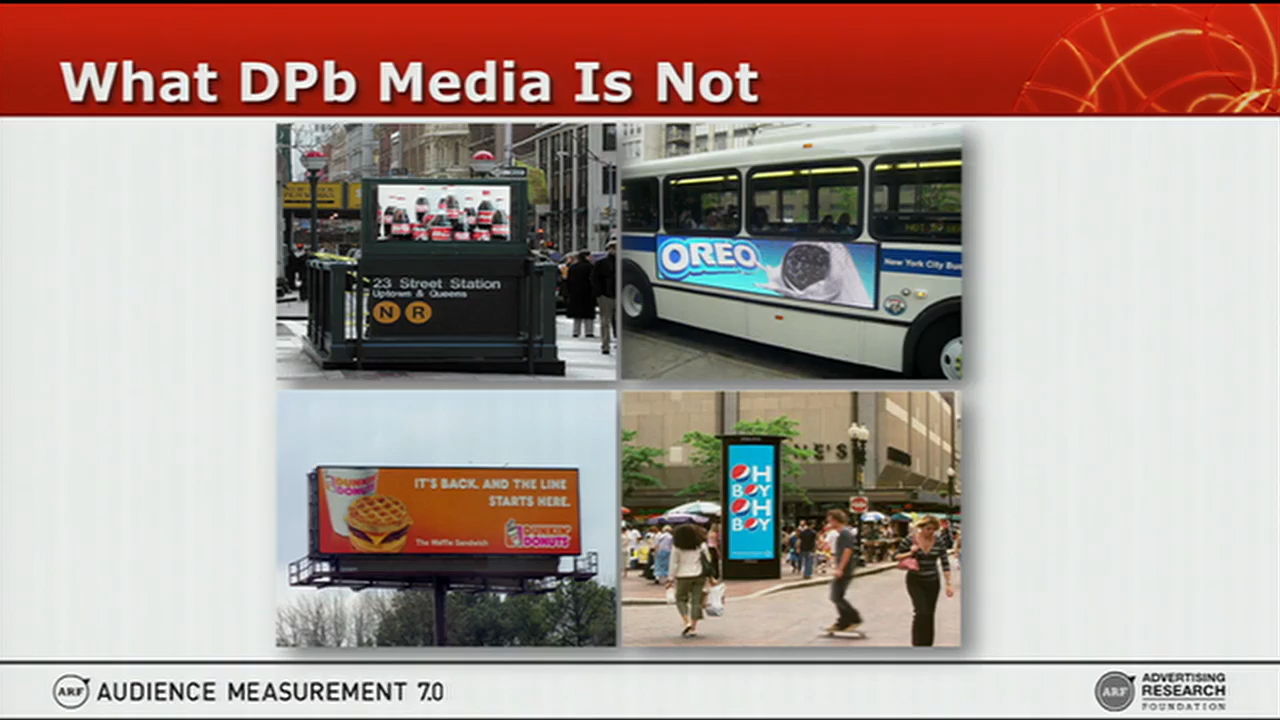 What DPb Media Is Not
23 Street Station
Uptown & Queens
N R
OREO
New York City Bus
DUNKIN'
DONUTS
IT'S BACK. AND THE LINE
STARTS HERE.
The Waffle Sandwich
DUNKIN'
DONUTS
OH
BOY
OH
BOY
ARF AUDIENCE MEASUREMENT 7.0
ARF ADVERTISING
RESEARCH
FOUNDATION